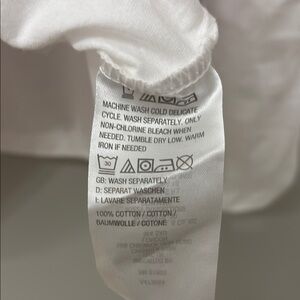 MACHINE WASH COLD DELICATE
CYCLE. WASH SEPARATELY. ONLY
NON-CHLORINE BLEACH WHEN
NEEDED. TUMBLE DRY LOW. WARM
IRON IF NEEDED
30
GB: WASH SEPARATELY
D: SEPARAT WASCHEN
I: LAVARE SEPARATAMENTE
100% COTTON / COTTON /
BAUMWOLLE / COTONE